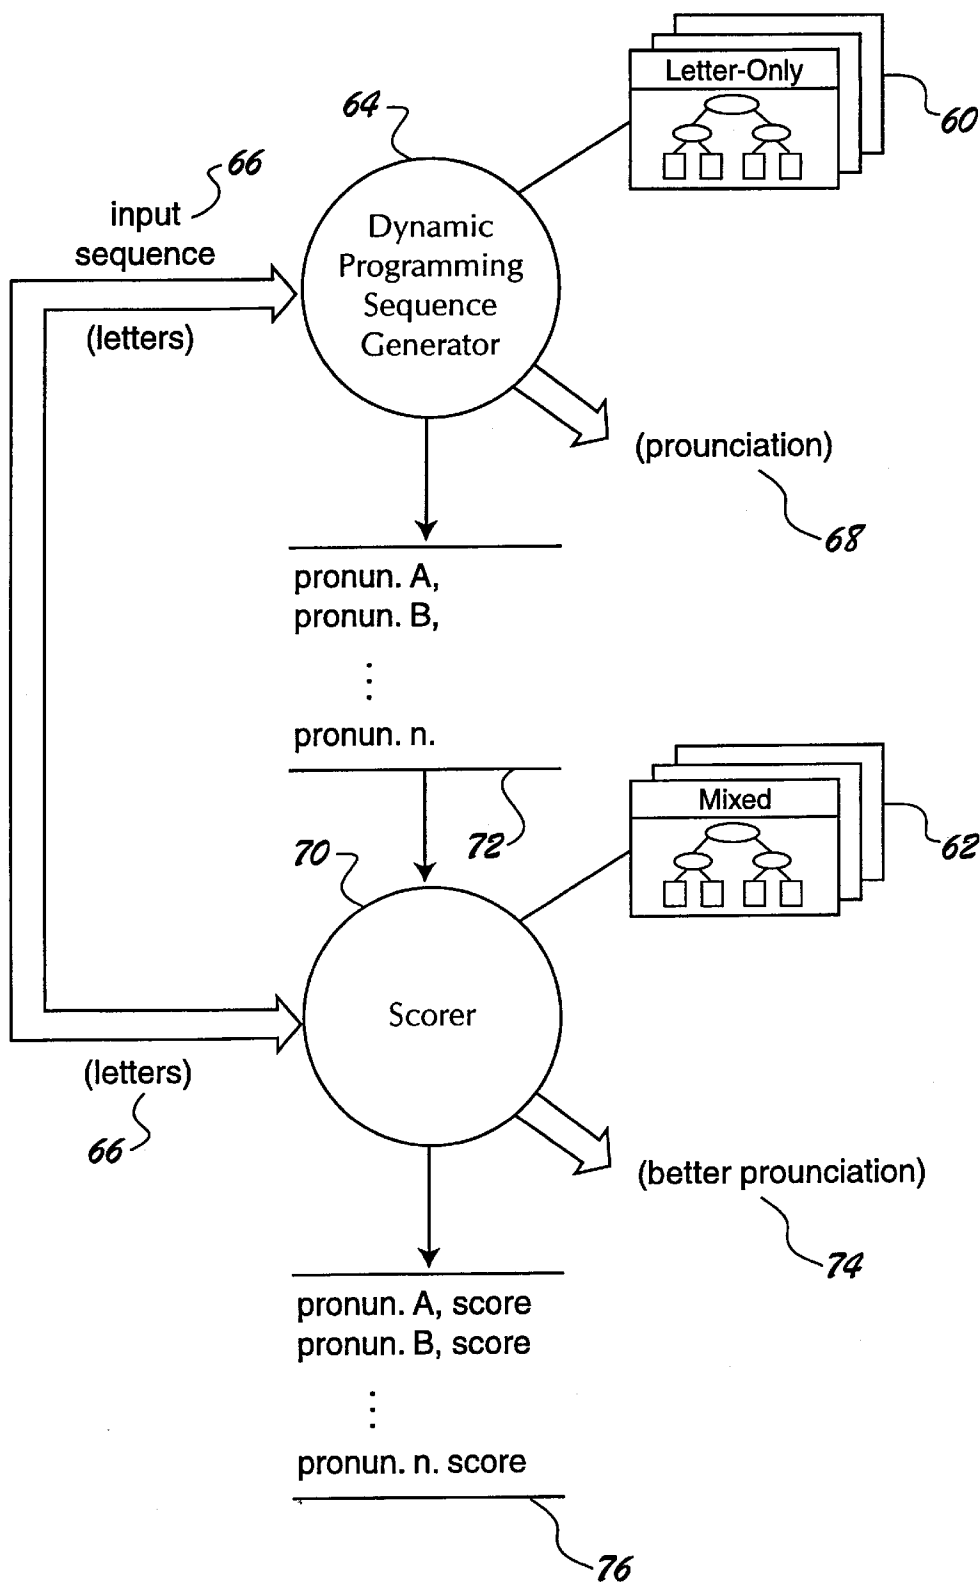 Letter-Only
60
64
66
input
sequence
(letters)
Dynamic
Programming
Sequence
Generator
(prounciation)
68
pronun. A,
pronun. B,
⋮
pronun. n.
72
Mixed
62
70
Scorer
(letters)
66
(better prounciation)
74
pronun. A, score
pronun. B, score
⋮
pronun. n. score
76